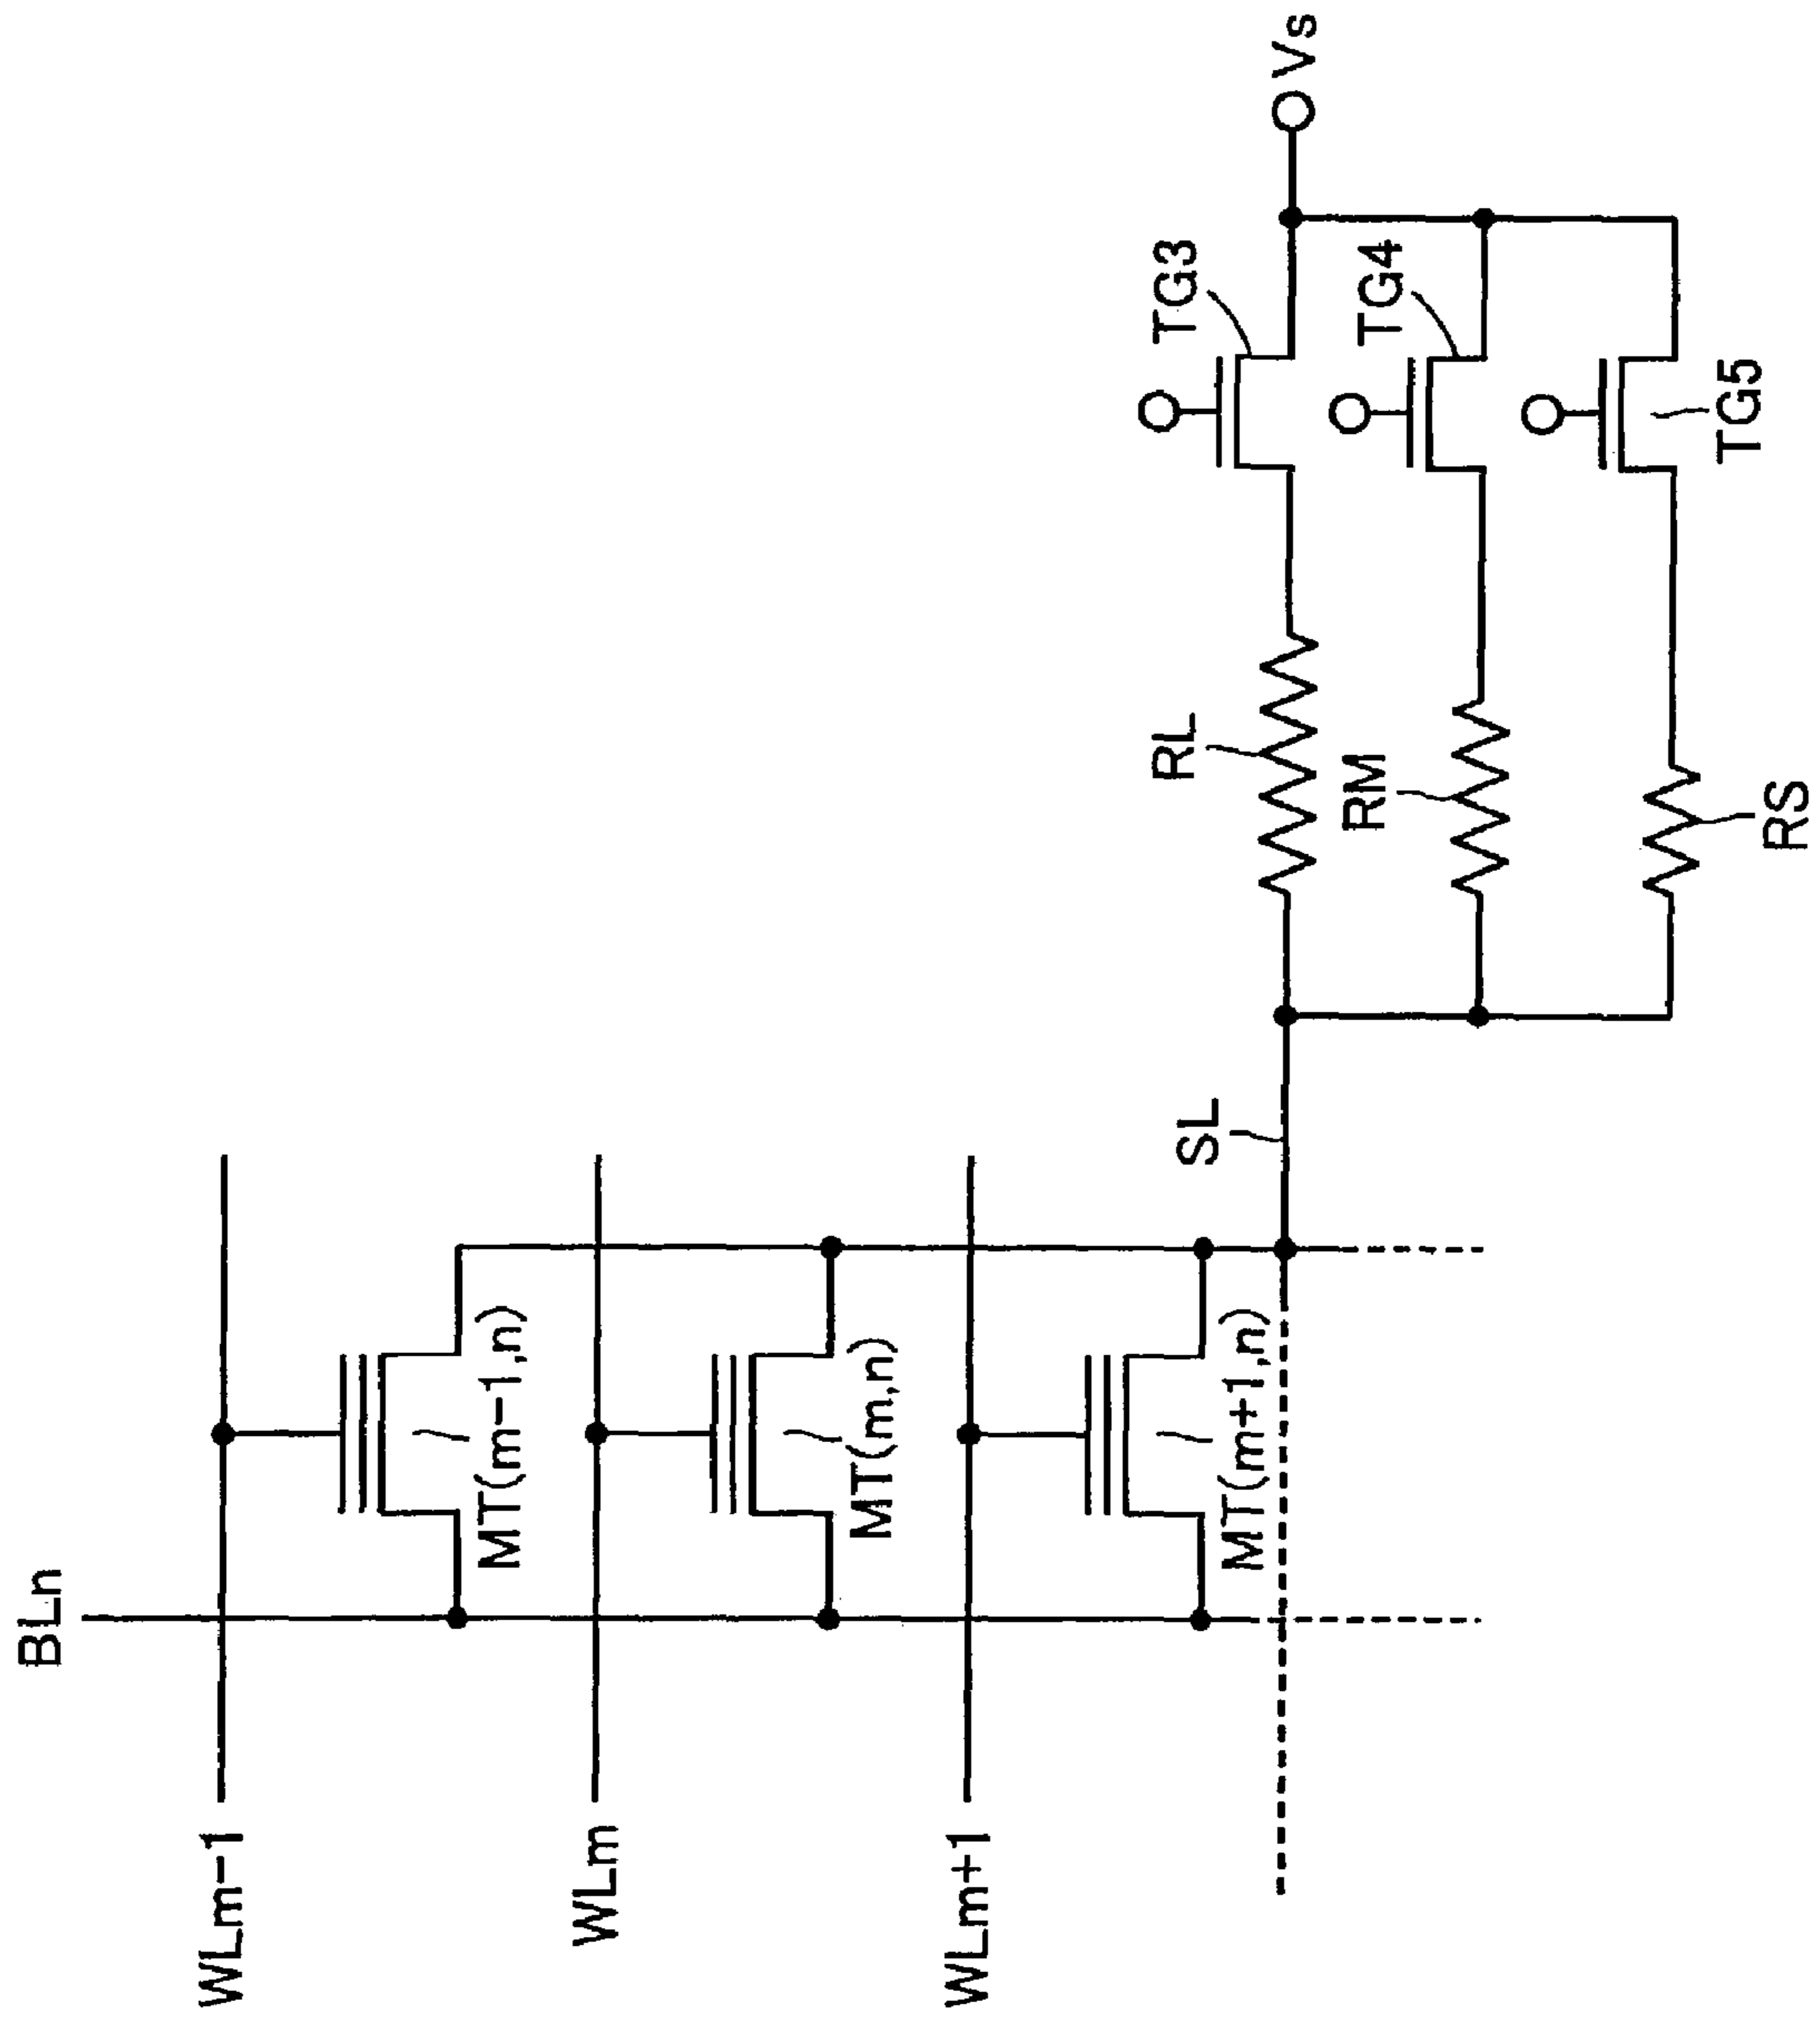 BLn
WLm-1
MT(m-1,n)
WLm
MT(m,n)
WLm+1
MT(m+1,n)
SL
RL
TG3
Vs
RM
TG4
RS
TG5